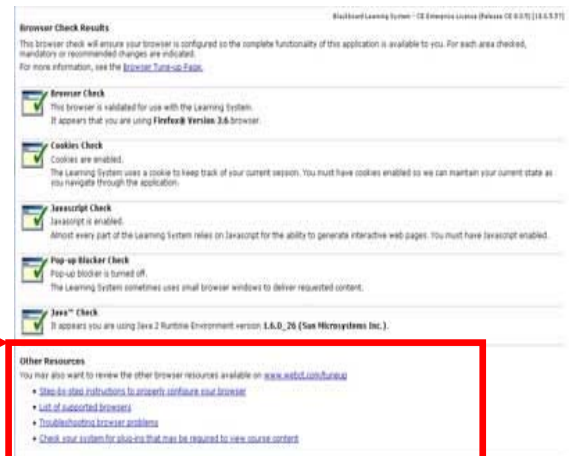 Blackboard Learning System - CE Enterprise License (Release CE
Browser Check Results
This browser check will ensure your browser is configured so the complete functionality of this application is available to you. For each area checked,
mandatory or recommended changes are indicated.
For more information, see the Browser Tune-up Page.
Browser Check
This browser is validated for use with the Learning System.
It appears that you are using Firefox® Version 3.6 browser.
Cookies Check
Cookies are enabled.
The Learning System uses a cookie to keep track of your current session. You must have cookies enabled so we can maintain your current state as
you navigate through the application.
Javascript Check
Javascript is enabled.
Almost every part of the Learning System relies on Javascript for the ability to generate interactive web pages. You must have Javascript enabled.
Pop-up Blocker Check
Pop-up blocker is turned off.
The Learning System sometimes uses small browser windows to deliver requested content.
Java™ Check
It appears you are using Java 2 Runtime Environment version 1.6.0_26 (Sun Microsystems Inc.).
Other Resources
You may also want to review the other browser resources available on www.webct.com/tuneup
• Step-by-step instructions to properly configure your browser
• List of supported browsers
• Troubleshooting browser problems
• Check your system for plug-ins that may be required to view course content